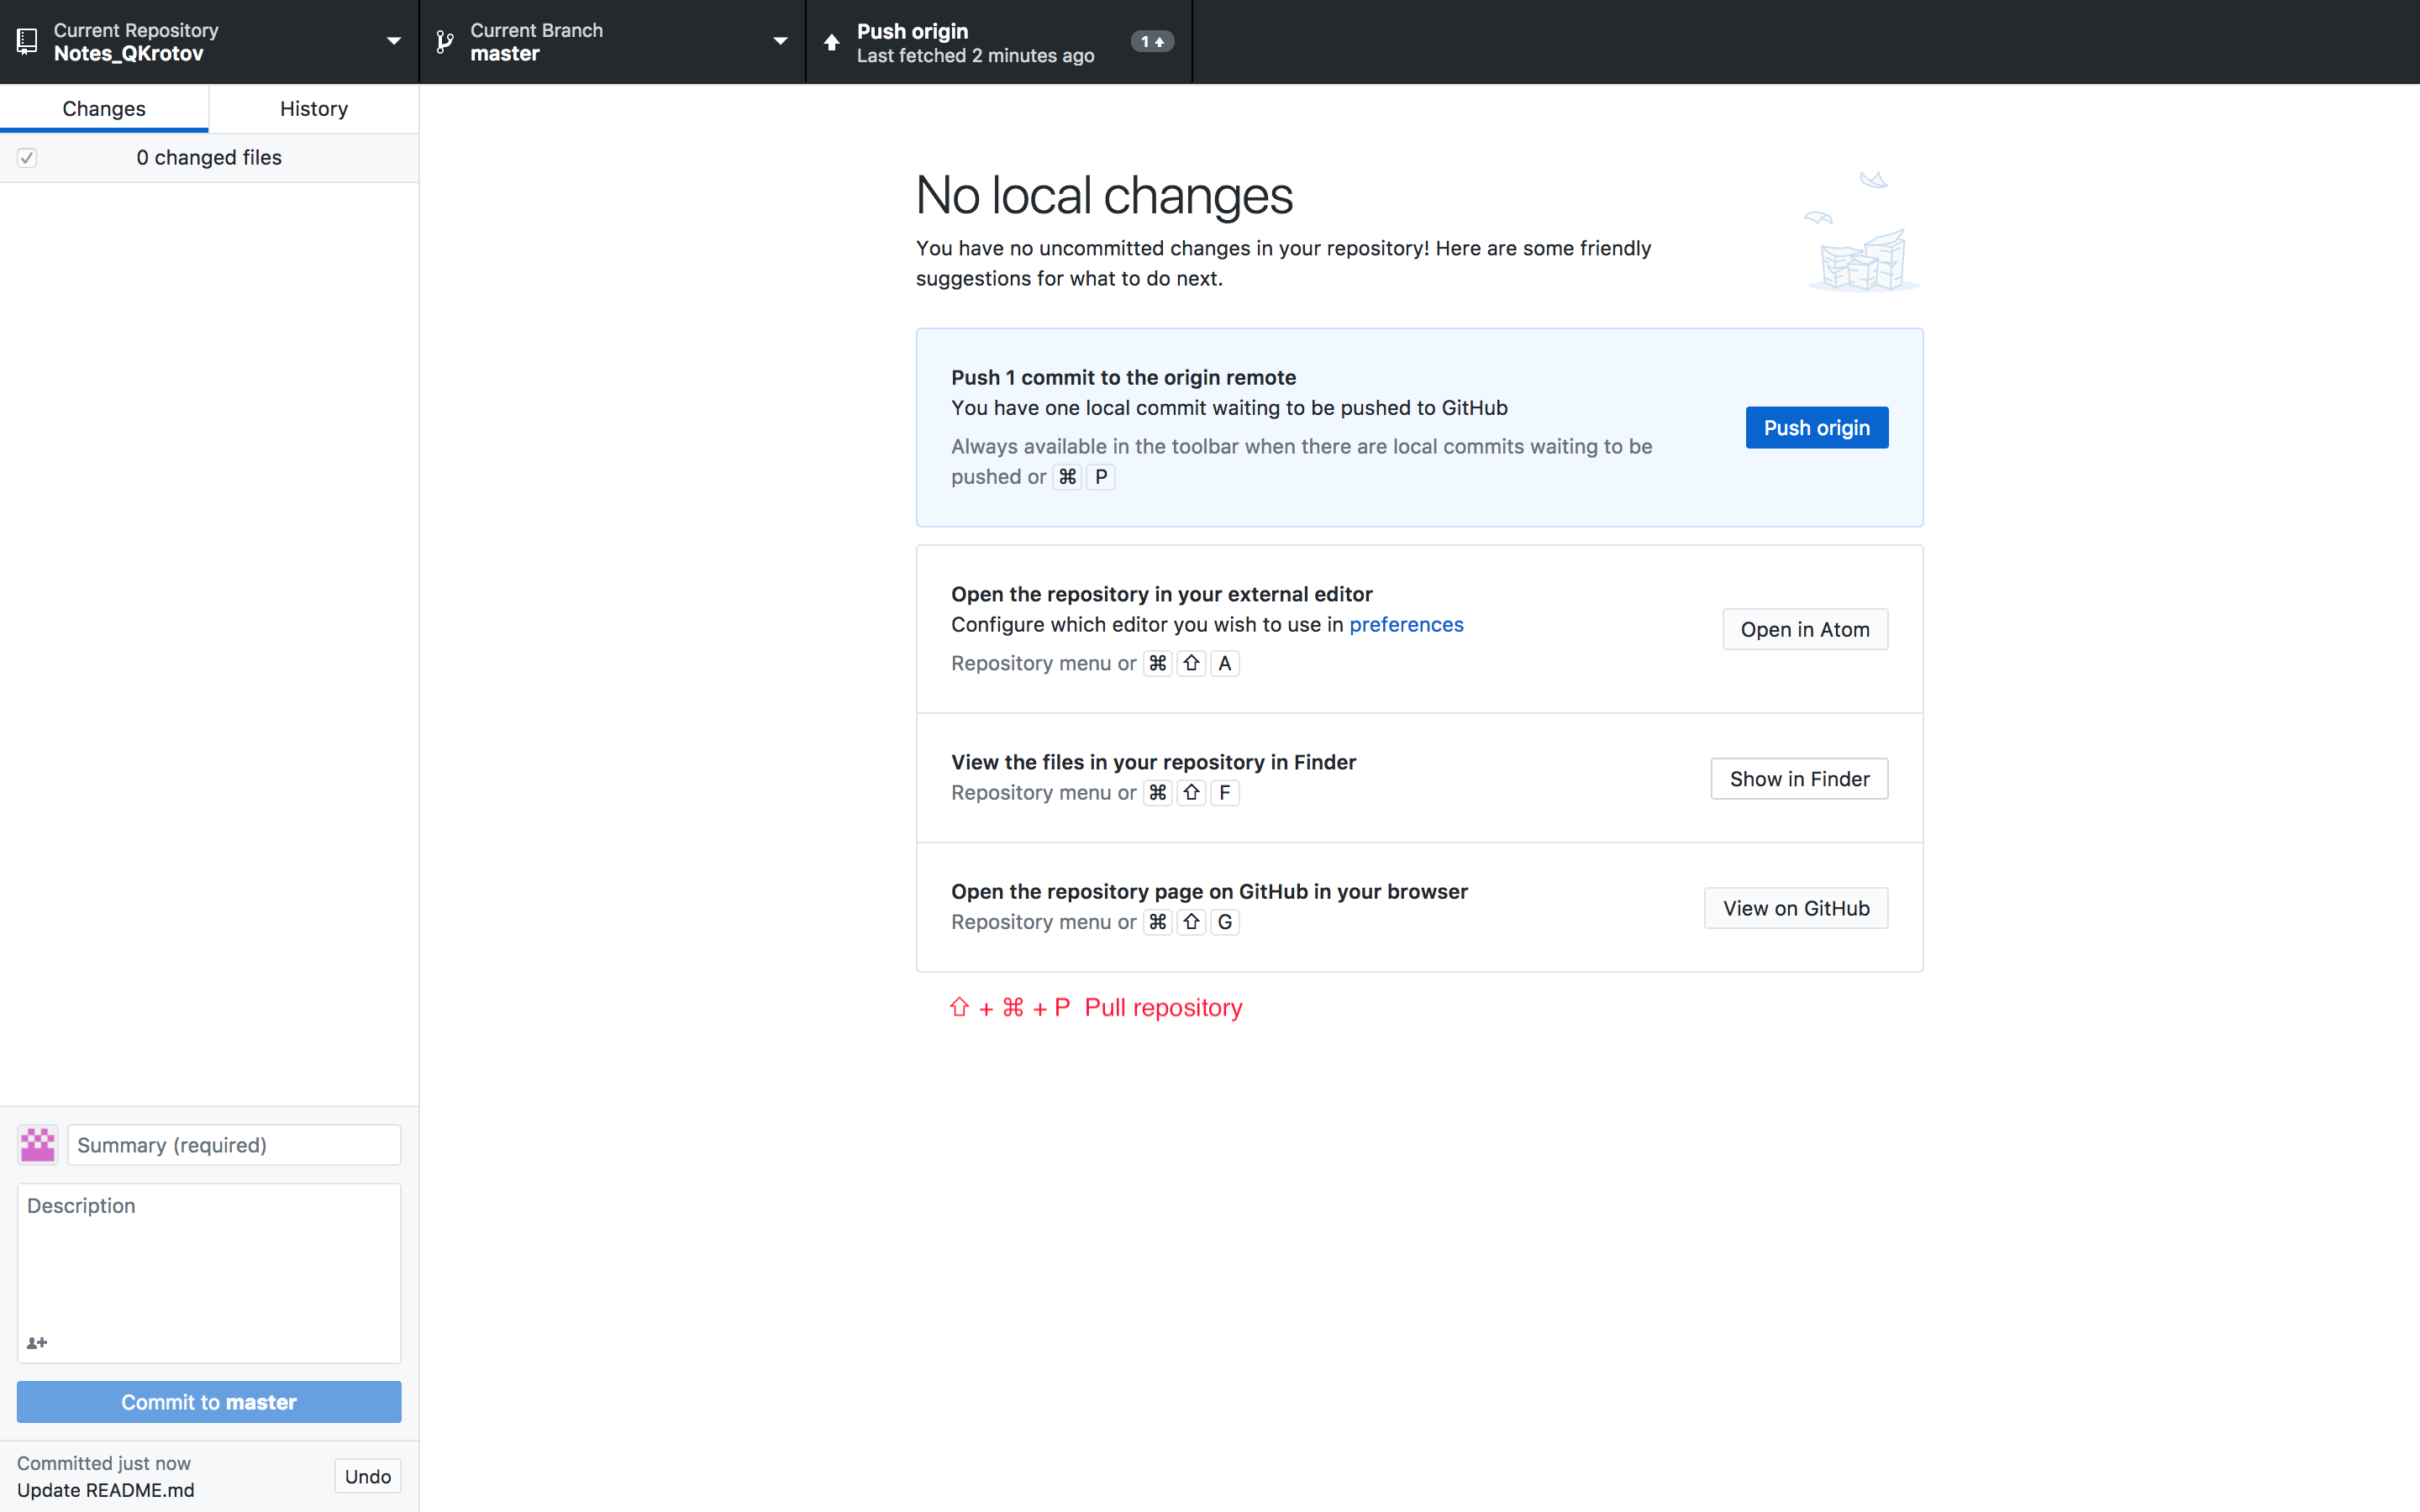 Current Repository
Notes_QKrotov
Current Branch
master
Push origin
Last fetched 2 minutes ago
1
Changes
History
0 changed files
No local changes
You have no uncommitted changes in your repository! Here are some friendly
suggestions for what to do next.
Push 1 commit to the origin remote
You have one local commit waiting to be pushed to GitHub
Always available in the toolbar when there are local commits waiting to be
pushed or ⌘ P
Push origin
Open the repository in your external editor
Configure which editor you wish to use in preferences
Repository menu or ⌘ ⇧ A
Open in Atom
View the files in your repository in Finder
Repository menu or ⌘ ⇧ F
Show in Finder
Open the repository page on GitHub in your browser
Repository menu or ⌘ ⇧ G
View on GitHub
⇧ + ⌘ + P Pull repository
Summary (required)
Description
Commit to master
Committed just now
Update README.md
Undo